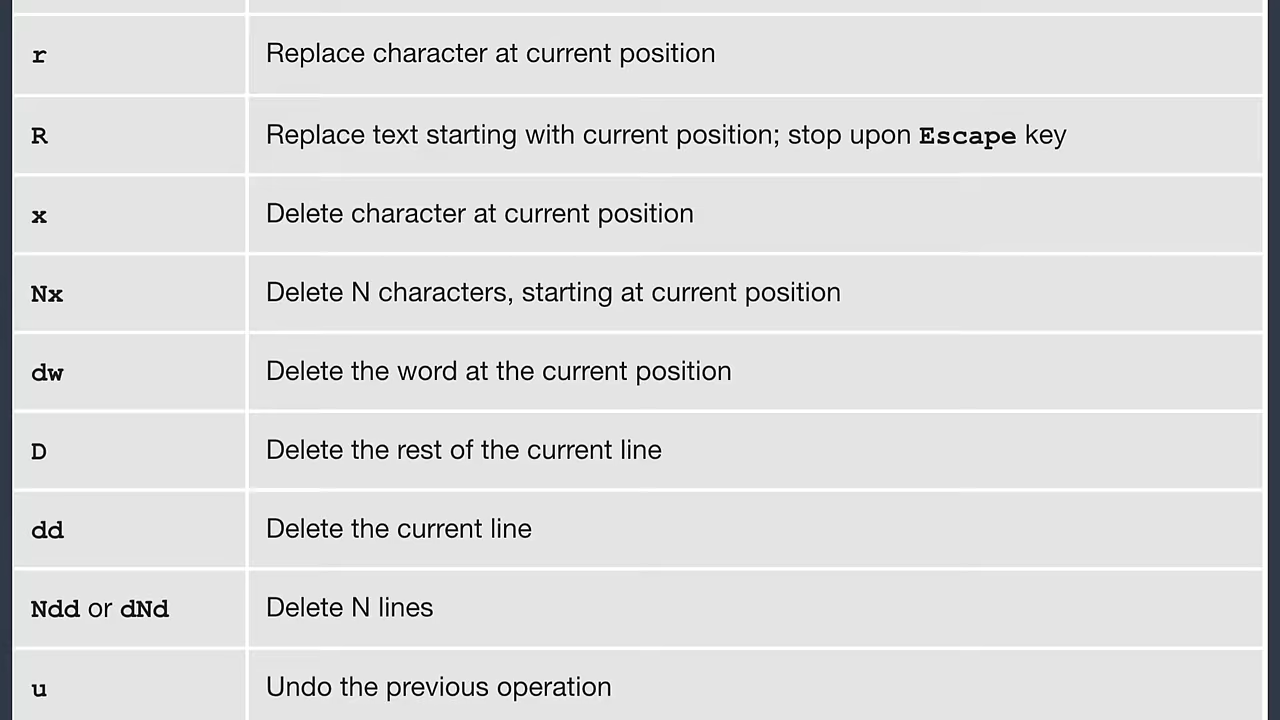 r Replace character at current position
R Replace text starting with current position; stop upon Escape key
x Delete character at current position
Nx Delete N characters, starting at current position
dw Delete the word at the current position
D Delete the rest of the current line
dd Delete the current line
Ndd or dNd Delete N lines
u Undo the previous operation